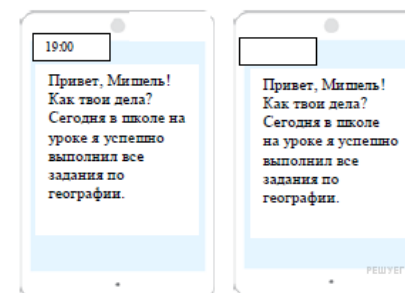 19:00
Привет, Мишель!
Как твои дела?
Сегодня в школе на
уроке я успешно
выполнил все
задания по
географии.
Привет, Мишель!
Как твои дела?
Сегодня в школе
на уроке я успешно
выполнил все
задания по
географии.